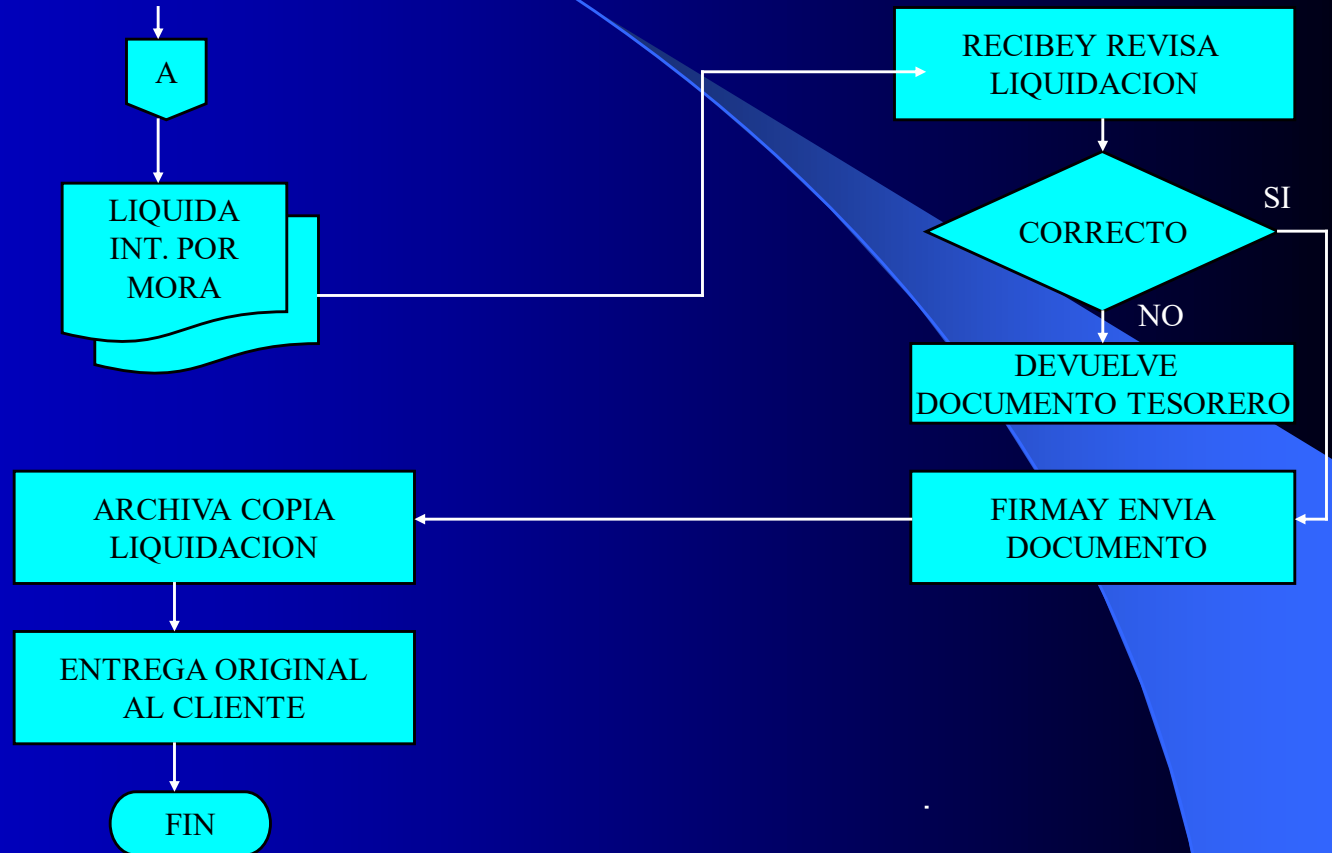 A
LIQUIDA
INT. POR
MORA
RECIBEY REVISA
LIQUIDACION
CORRECTO
SI
NO
DEVUELVE
DOCUMENTO TESORERO
FIRMAY ENVIA
DOCUMENTO
ARCHIVA COPIA
LIQUIDACION
ENTREGA ORIGINAL
AL CLIENTE
FIN
.